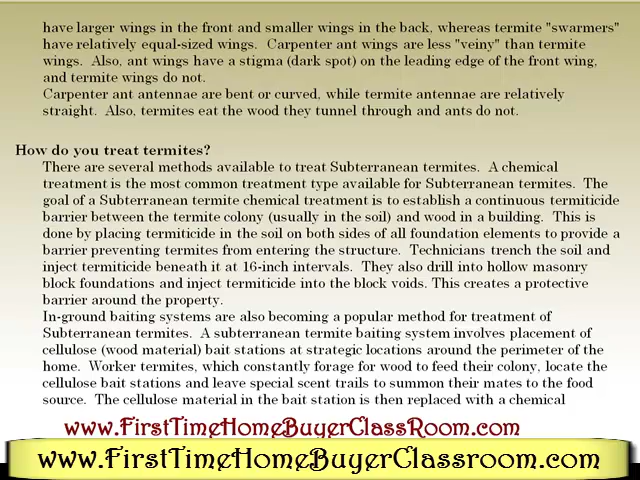 have larger wings in the front and smaller wings in the back, whereas termite "swarmers"
have relatively equal-sized wings.  Carpenter ant wings are less "veiny" than termite
wings.  Also, ant wings have a stigma (dark spot) on the leading edge of the front wing,
and termite wings do not.
Carpenter ant antennae are bent or curved, while termite antennae are relatively
straight.  Also, termites eat the wood they tunnel through and ants do not.
How do you treat termites?
There are several methods available to treat Subterranean termites.  A chemical
treatment is the most common treatment type available for Subterranean termites.  The
goal of a Subterranean termite chemical treatment is to establish a continuous termiticide
barrier between the termite colony (usually in the soil) and wood in a building.  This is
done by placing termiticide in the soil on both sides of all foundation elements to provide a
barrier preventing termites from entering the structure.  Technicians trench the soil and
inject termiticide beneath it at 16-inch intervals.  They also drill into hollow masonry
block foundations and inject termiticide into the block voids. This creates a protective
barrier around the property.
In-ground baiting systems are also becoming a popular method for treatment of
Subterranean termites.  A subterranean termite baiting system involves placement of
cellulose (wood material) bait stations at strategic locations around the perimeter of the
home.  Worker termites, which constantly forage for wood to feed their colony, locate the
cellulose bait stations and leave special scent trails to summon their mates to the food
source.  The cellulose material in the bait station is then replaced with a chemical
www.FirstTimeHomeBuyerClassRoom.com
www.FirstTimeHomeBuyerClassroom.com